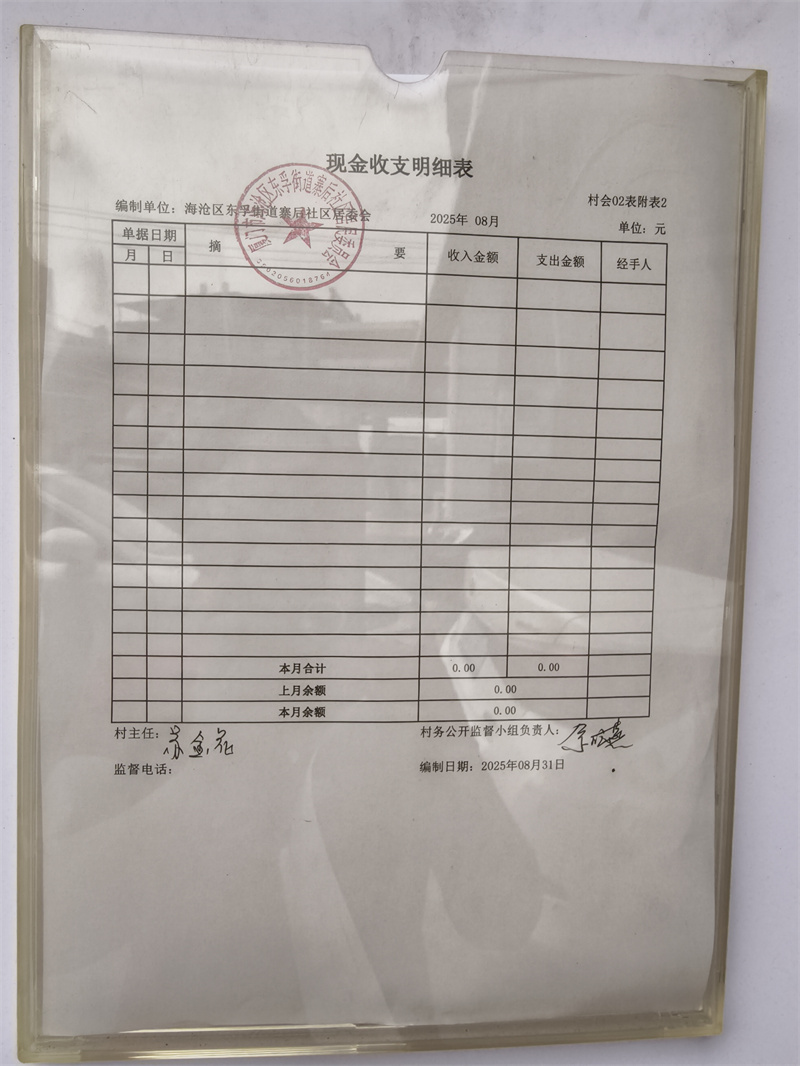 现金收支明细表
村会02表附表2
编制单位：海沧区东孚街道寨后社区居委会 2025年 08月 单位：元
单据日期 摘 要 收入金额 支出金额 经手人
月 日
本月合计 0.00 0.00
上月余额 0.00
本月余额 0.00
村主任： 村务公开监督小组负责人：
监督电话： 编制日期：2025年08月31日